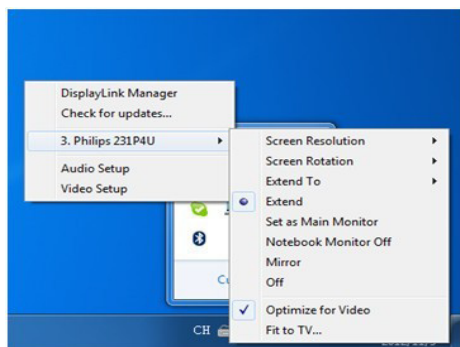 DisplayLink Manager
Check for updates...
3. Philips 231P4U
Audio Setup
Video Setup
Screen Resolution
Screen Rotation
Extend To
Extend
Set as Main Monitor
Notebook Monitor Off
Mirror
Off
Optimize for Video
Fit to TV...
CH